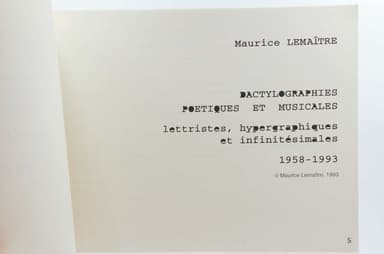 Maurice LEMAÎTRE
DACTYLOGRAPHIES
POETIQUES ET MUSICALES
lettristes, hypergraphiques
et infinitésimales
1958-1993
© Maurice Lemaître, 1993
5